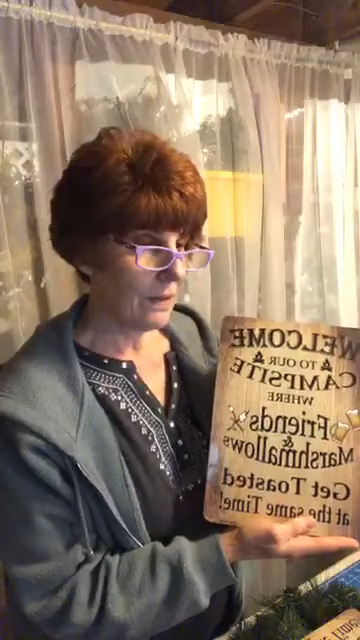 WELCOME
TO OUR
CAMPSITE
WHERE
Friends
&
Marshmallows
Get Toasted
at the same Time!